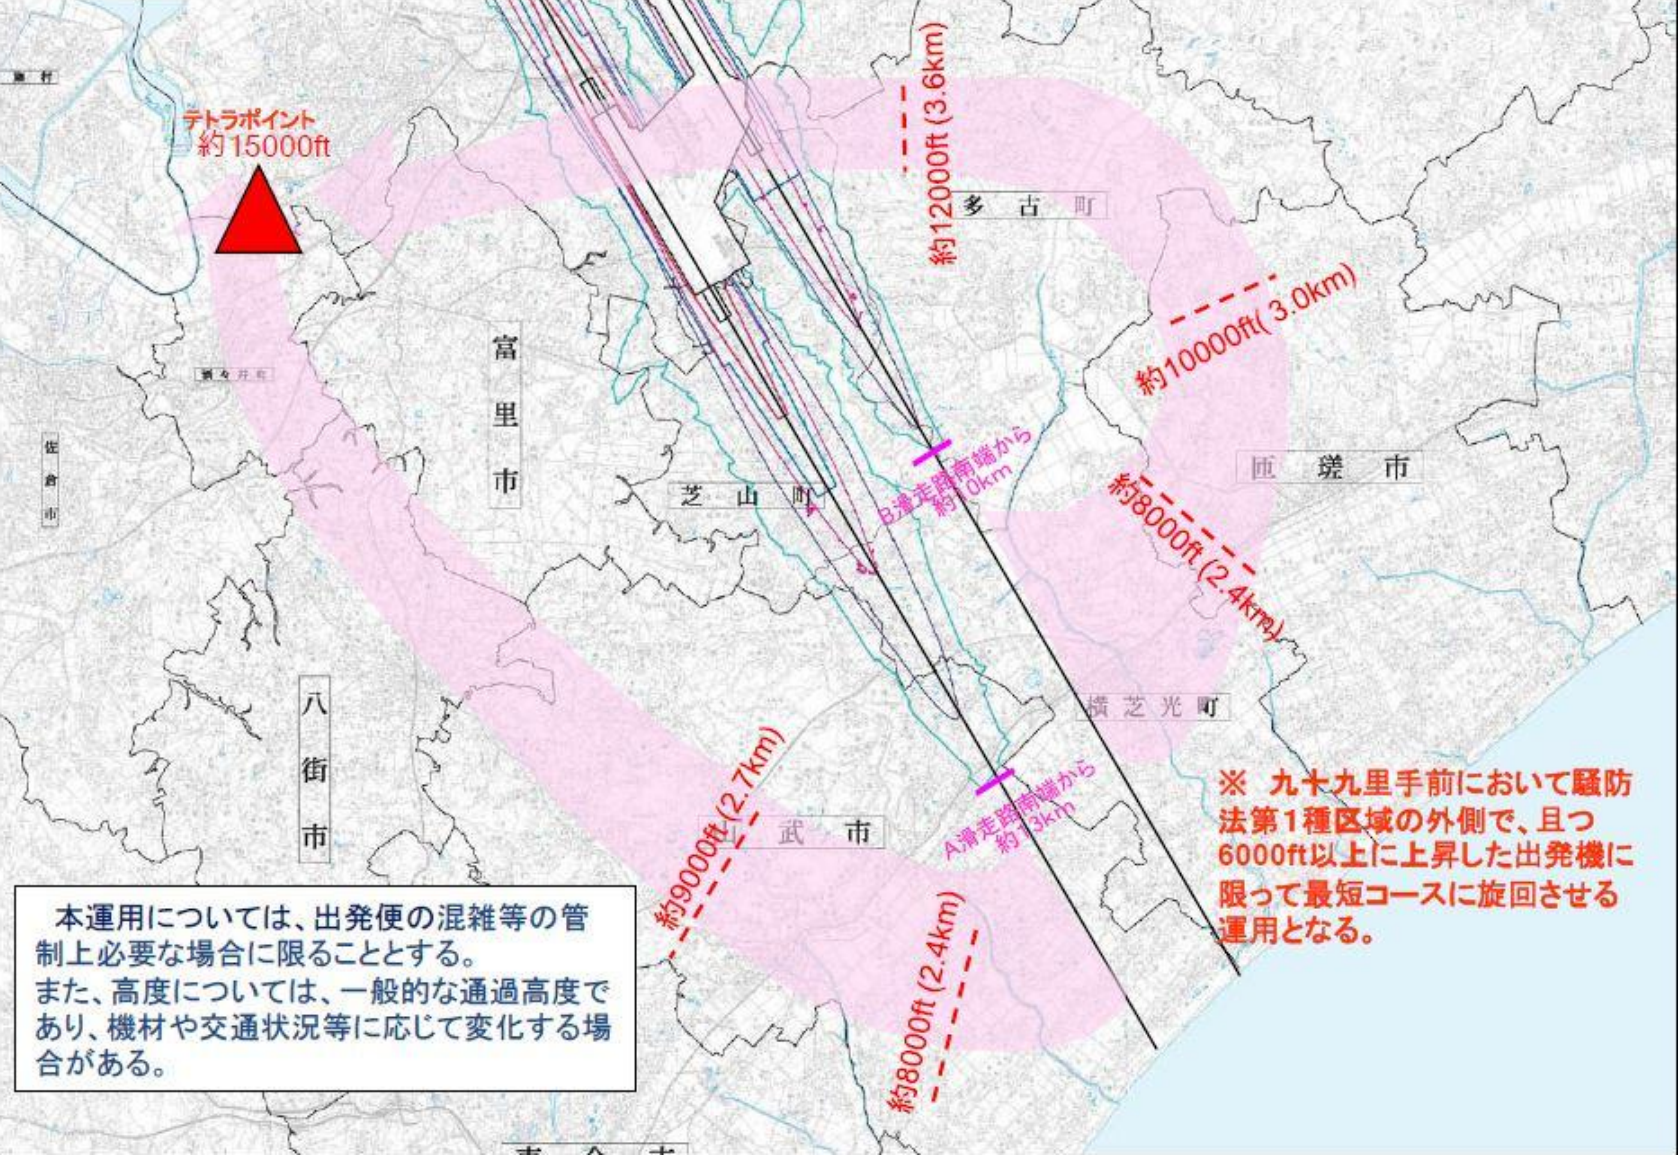 テトラポイント
約15000ft
約12000ft (3.6km)
多古町
約10000ft( 3.0km)
富里市
佐倉市
芝山町
B滑走路南端から
約10km
匝瑳市
約8000ft (2.4km)
八街市
横芝光町
約9000ft (2.7km)
武市
A滑走路南端から
約13km
約8000ft (2.4km)
※ 九十九里手前において騒防
法第1種区域の外側で、且つ
6000ft以上に上昇した出発機に
限って最短コースに旋回させる
運用となる。
本運用については、出発便の混雑等の管
制上必要な場合に限ることとする。
また、高度については、一般的な通過高度で
あり、機材や交通状況等に応じて変化する場
合がある。